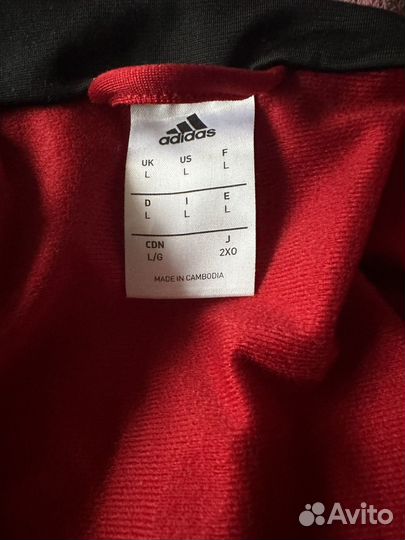 adidas
UK US F
L L L
D I E
L L L
CDN J
L/G 2XO
MADE IN CAMBODIA
Avito